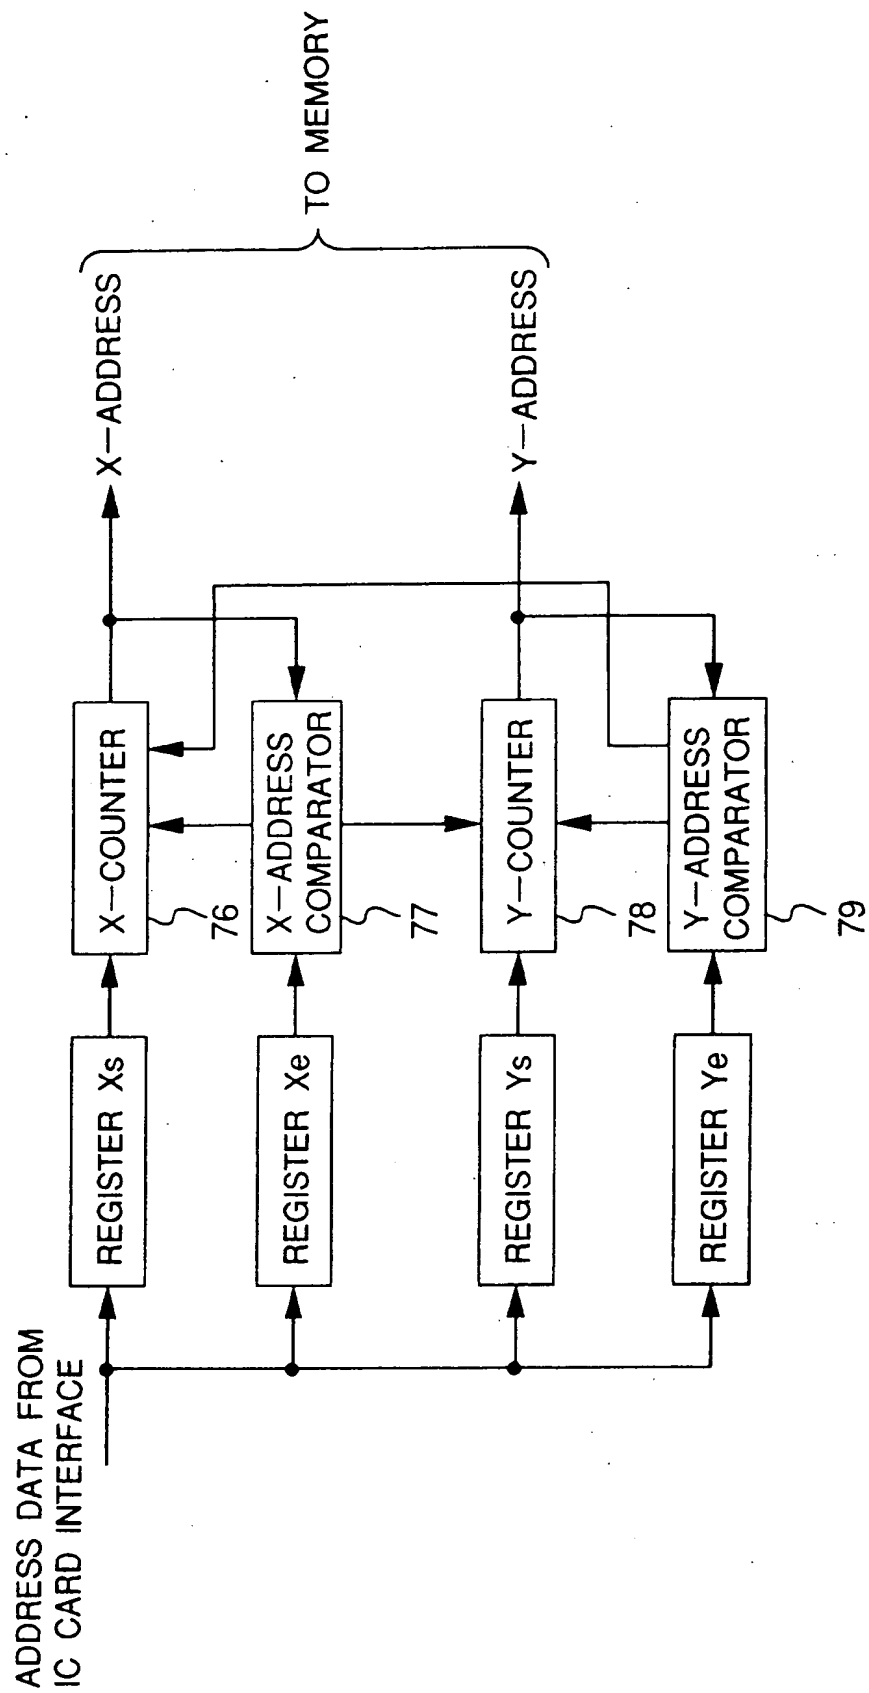 ADDRESS DATA FROM
IC CARD INTERFACE
REGISTER Xs
X-COUNTER
76
X-ADDRESS
REGISTER Xe
X-ADDRESS
COMPARATOR
77
TO MEMORY
REGISTER Ys
Y-COUNTER
78
Y-ADDRESS
REGISTER Ye
Y-ADDRESS
COMPARATOR
79